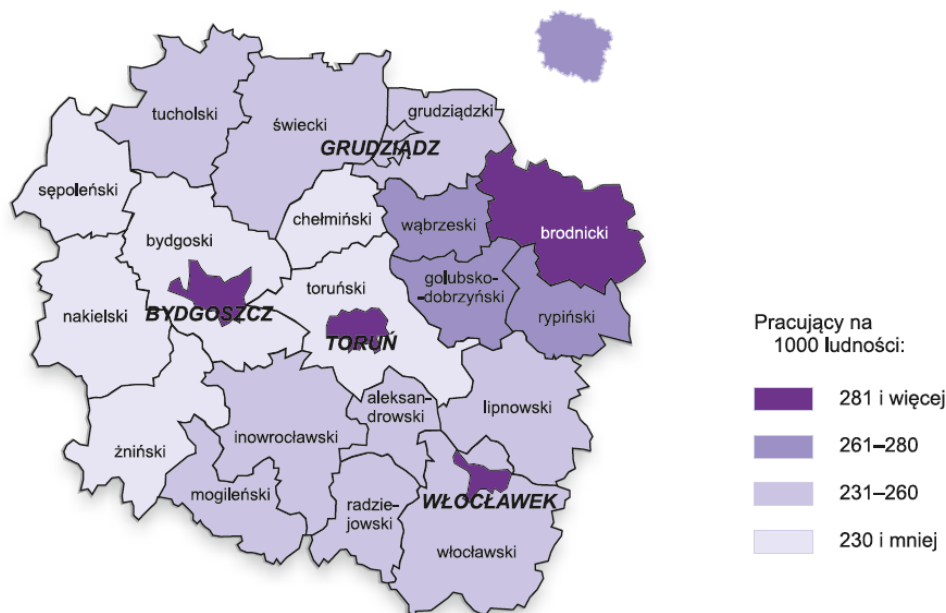 tucholski
świecki
grudziądzki
GRUDZIĄDZ
sępoleński
chełmiński
wąbrzeski
brodnicki
bydgoski
golubsko-
-dobrzyński
toruński
nakielski
BYDGOSZCZ
TORUŃ
rypiński
aleksan-
drowski
lipnowski
inowrocławski
żniński
mogileński
radzie-
jowski
WŁOCŁAWEK
włocławski
Pracujący na
1000 ludności:
281 i więcej
261–280
231–260
230 i mniej